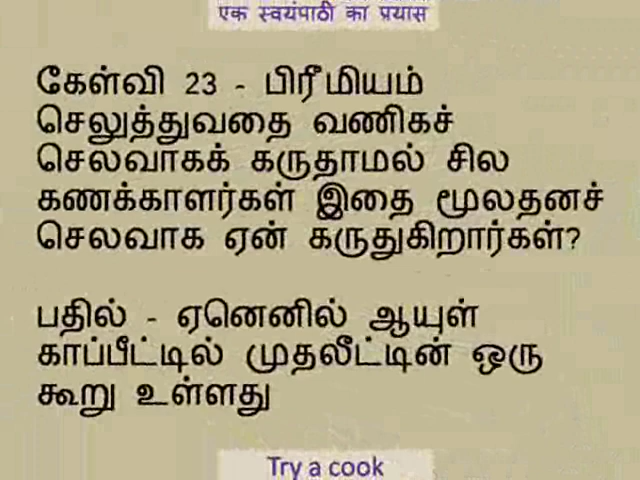 एक स्वयंपाठी का प्रयास
கேள்வி 23 - பிரீமியம்
செலுத்துவதை வணிகச்
செலவாகக் கருதாமல் சில
கணக்காளர்கள் இதை மூலதனச்
செலவாக ஏன் கருதுகிறார்கள்?
பதில் - ஏனெனில் ஆயுள்
காப்பீட்டில் முதலீட்டின் ஒரு
கூறு உள்ளது
Try a cook